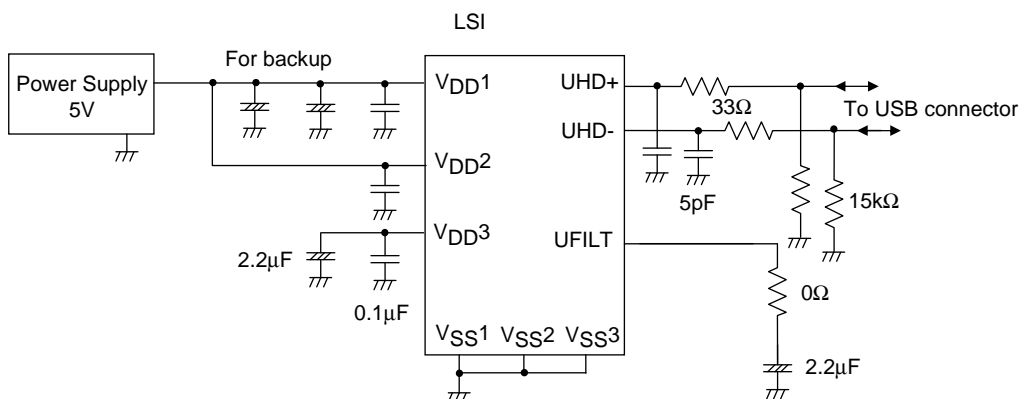 LSI
Power Supply
5V
For backup
VDD1
VDD2
VDD3
2.2μF
0.1μF
VSS1 VSS2 VSS3
UHD+
UHD-
UFILT
33Ω
To USB connector
5pF
15kΩ
0Ω
2.2μF